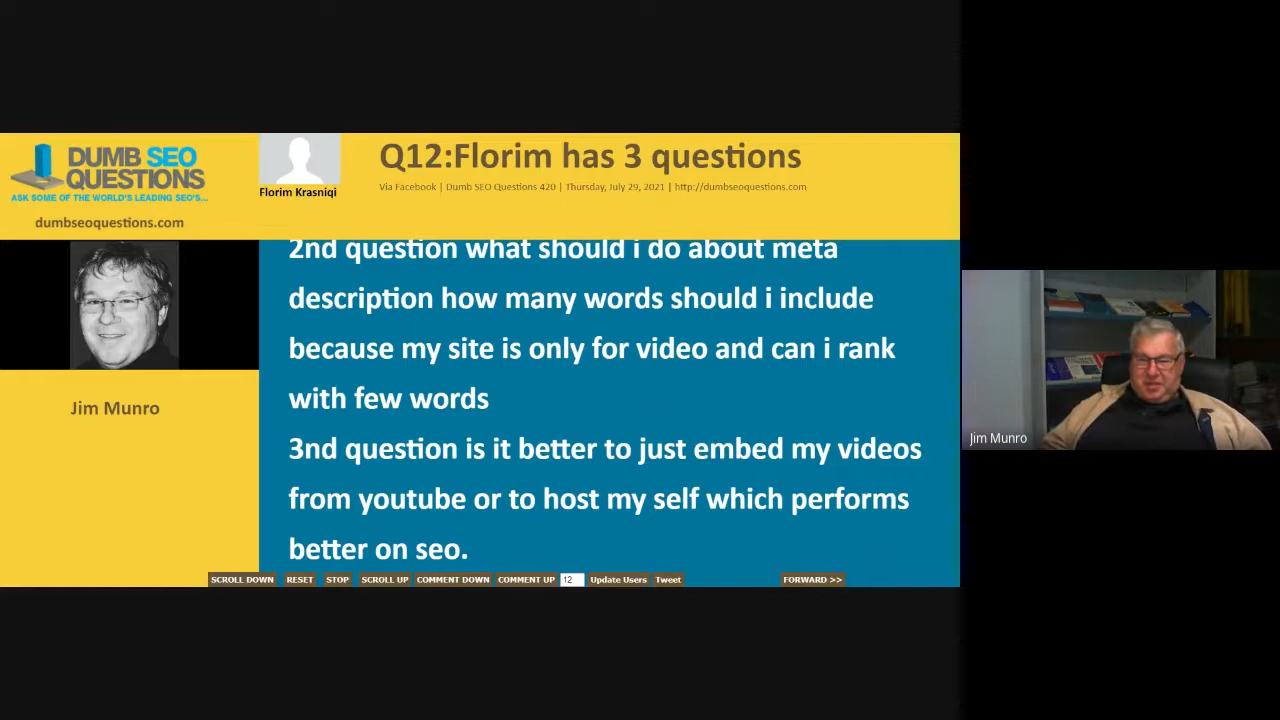 DUMB SEO
QUESTIONS
ASK SOME OF THE WORLD'S LEADING SEO'S...
dumbseoquestions.com
Florim Krasniqi
Q12:Florim has 3 questions
Via Facebook | Dumb SEO Questions 420 | Thursday, July 29, 2021 | http://dumbseoquestions.com
Jim Munro
2nd question what should i do about meta
description how many words should i include
because my site is only for video and can i rank
with few words
3nd question is it better to just embed my videos
from youtube or to host my self which performs
better on seo.
SCROLL DOWN RESET STOP SCROLL UP COMMENT DOWN COMMENT UP 12 Update Users Tweet FORWARD >>
Jim Munro